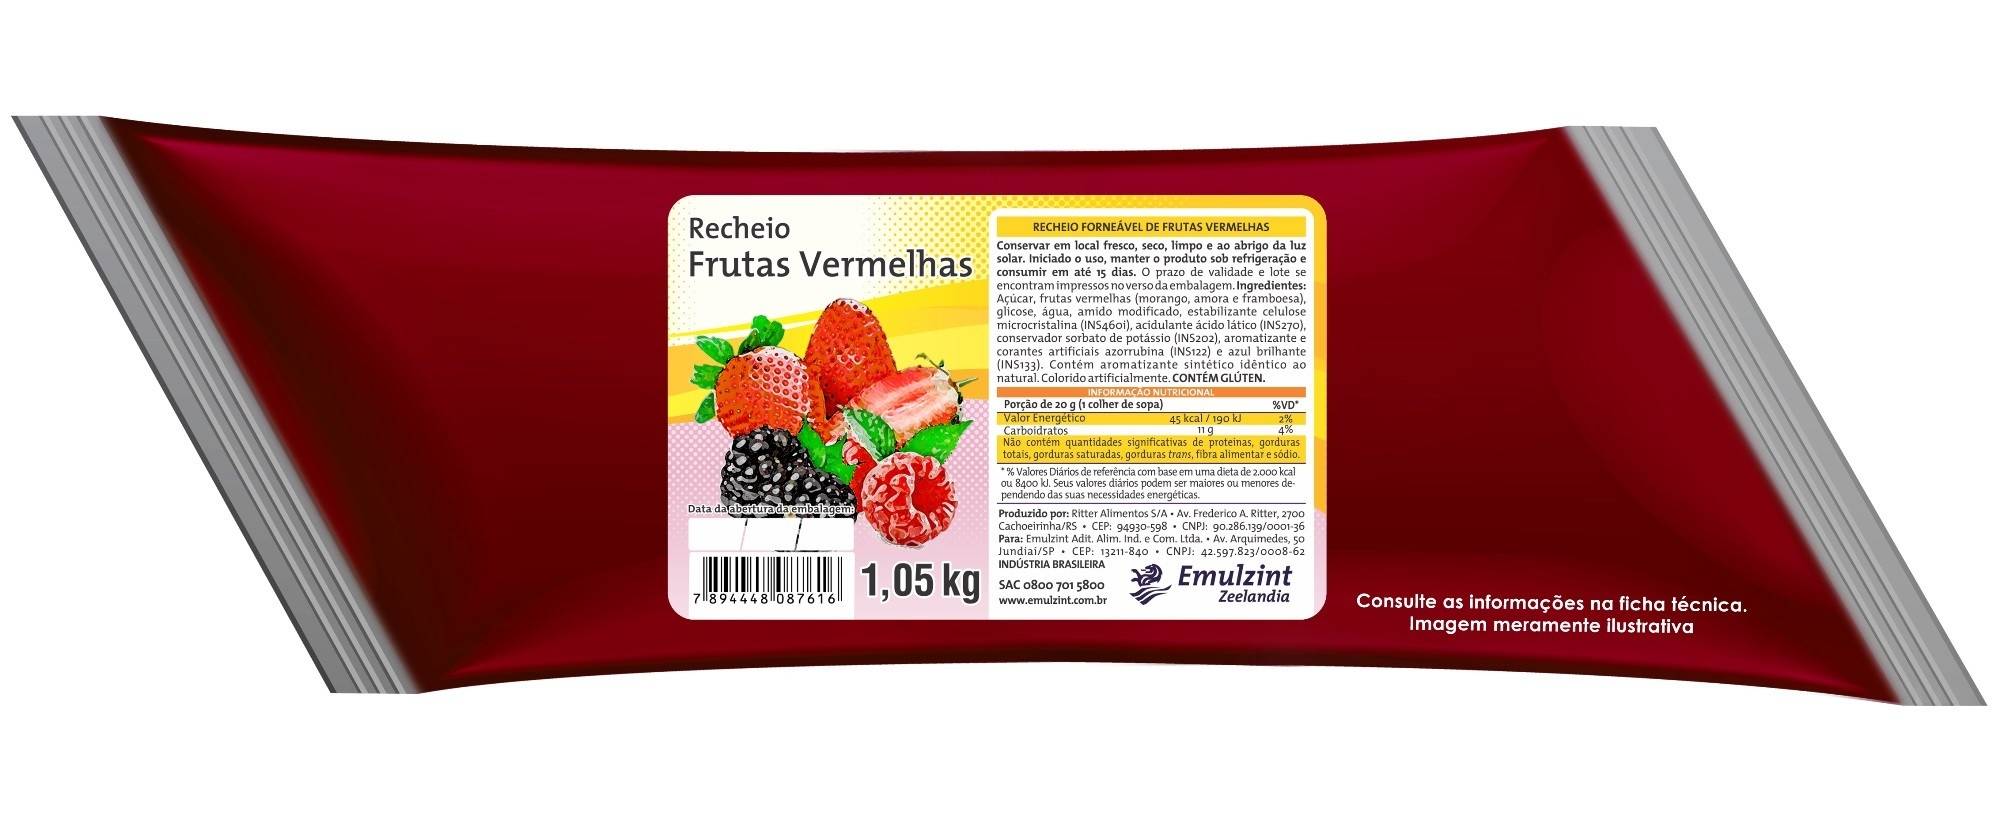 Recheio
Frutas Vermelhas
Data da abertura da embalagem:
7 894448 087616
1,05 kg
RECHEIO FORNEÁVEL DE FRUTAS VERMELHAS
Conservar em local fresco, seco, limpo e ao abrigo da luz
solar. Iniciado o uso, manter o produto sob refrigeração e
consumir em até 15 dias. O prazo de validade e lote se
encontram impressos no verso da embalagem. Ingredientes:
Açúcar, frutas vermelhas (morango, amora e framboesa),
glicose, água, amido modificado, estabilizante celulose
microcristalina (INS460i), acidulante ácido lático (INS270),
conservador sorbato de potássio (INS202), aromatizante e
corantes artificiais azorrubina (INS122) e azul brilhante
(INS133). Contém aromatizante sintético idêntico ao
natural. Colorido artificialmente. CONTÉM GLÚTEN.
INFORMAÇÃO NUTRICIONAL
Porção de 20 g (1 colher de sopa) %VD*
Valor Energético 45 kcal / 190 kJ 2%
Carboidratos 11 g 4%
Não contém quantidades significativas de proteinas, gorduras
totais, gorduras saturadas, gorduras trans, fibra alimentar e sódio.
* % Valores Diários de referência com base em uma dieta de 2.000 kcal
ou 8400 kJ. Seus valores diários podem ser maiores ou menores de-
pendendo das suas necessidades energéticas.
Produzido por: Ritter Alimentos S/A • Av. Frederico A. Ritter, 2700
Cachoeirinha/RS • CEP: 94930-598 • CNPJ: 90.286.139/0001-36
Para: Emulzint Adit. Alim. Ind. e Com. Ltda. • Av. Arquimedes, 50
Jundiaí/SP • CEP: 13211-840 • CNPJ: 42.597.823/0008-62
INDÚSTRIA BRASILEIRA
SAC 0800 701 5800
www.emulzint.com.br
Emulzint
Zeelandia
Consulte as informações na ficha técnica.
Imagem meramente ilustrativa